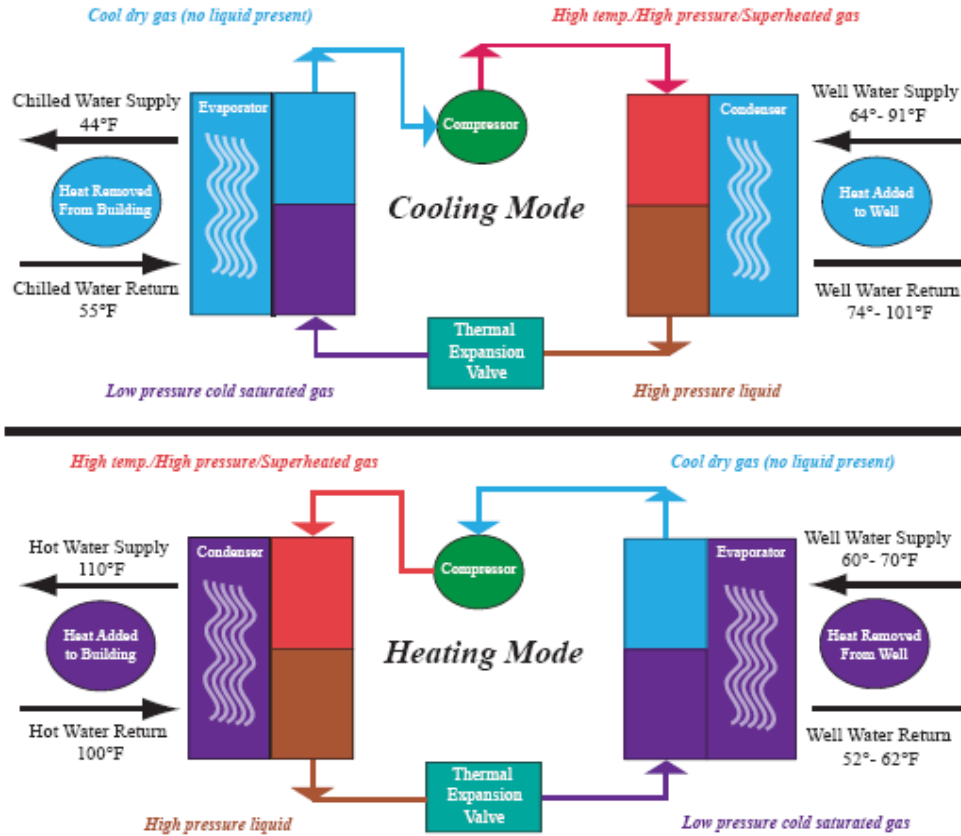 Cool dry gas (no liquid present)
High temp./High pressure/Superheated gas
Chilled Water Supply
44°F
Evaporator
Compressor
Condenser
Well Water Supply
64°- 91°F
Heat Removed
From Building
Cooling Mode
Heat Added
to Well
Chilled Water Return
55°F
Well Water Return
74°- 101°F
Thermal
Expansion
Valve
Low pressure cold saturated gas
High pressure liquid
High temp./High pressure/Superheated gas
Cool dry gas (no liquid present)
Hot Water Supply
110°F
Condenser
Compressor
Evaporator
Well Water Supply
60°- 70°F
Heat Added
to Building
Heating Mode
Heat Removed
From Well
Hot Water Return
100°F
Well Water Return
52°- 62°F
Thermal
Expansion
Valve
High pressure liquid
Low pressure cold saturated gas